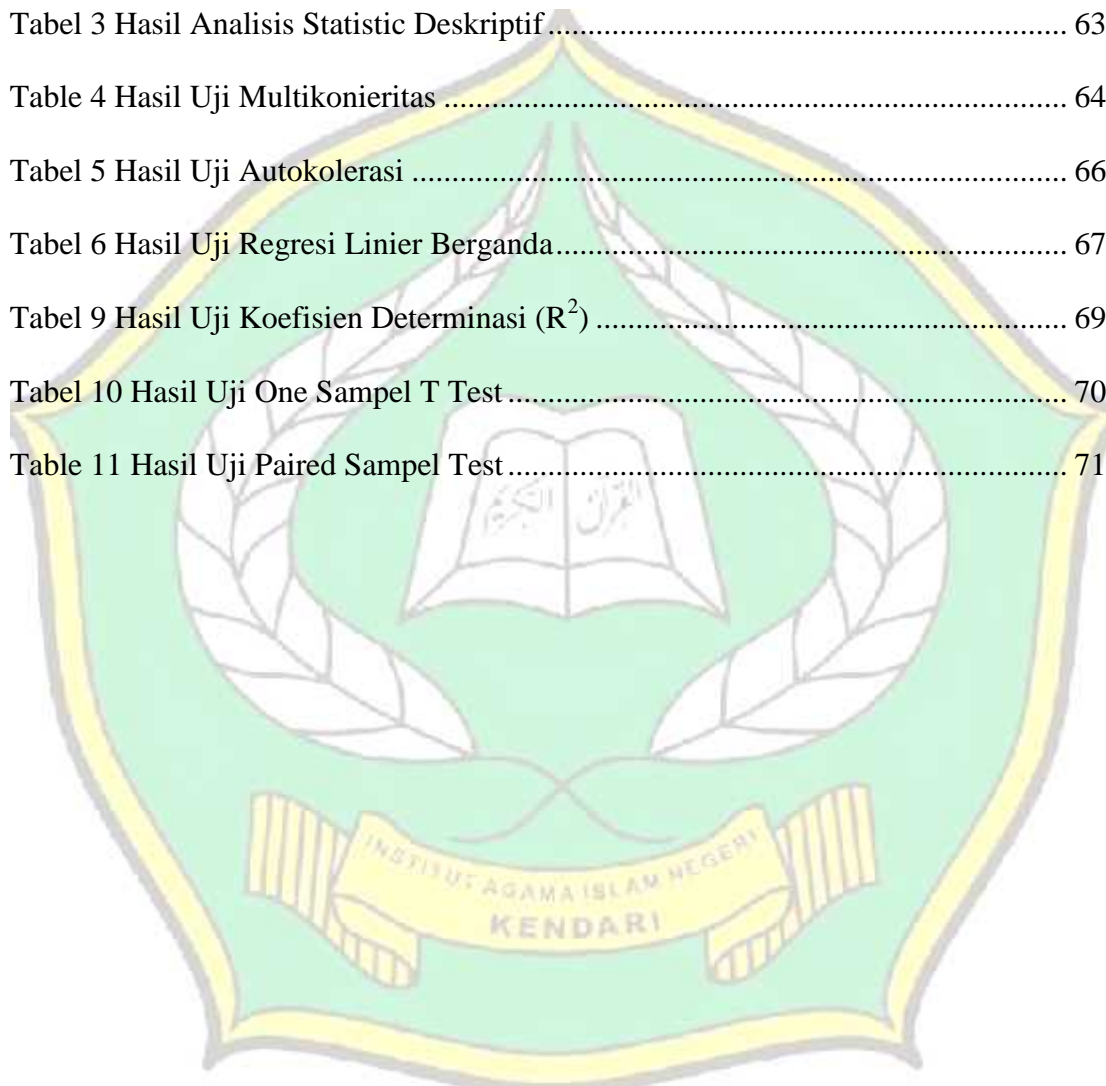 Tabel 3 Hasil Analisis Statistic Deskriptif ................................................................. 63
Table 4 Hasil Uji Multikonieritas .............................................................................. 64
Tabel 5 Hasil Uji Autokolerasi .................................................................................. 66
Tabel 6 Hasil Uji Regresi Linier Berganda................................................................ 67
Tabel 9 Hasil Uji Koefisien Determinasi (R²) ........................................................... 69
Tabel 10 Hasil Uji One Sampel T Test ...................................................................... 70
Table 11 Hasil Uji Paired Sampel Test ...................................................................... 71
القرآن الكريم
INSTITUT AGAMA ISLAM NEGERI
KENDARI